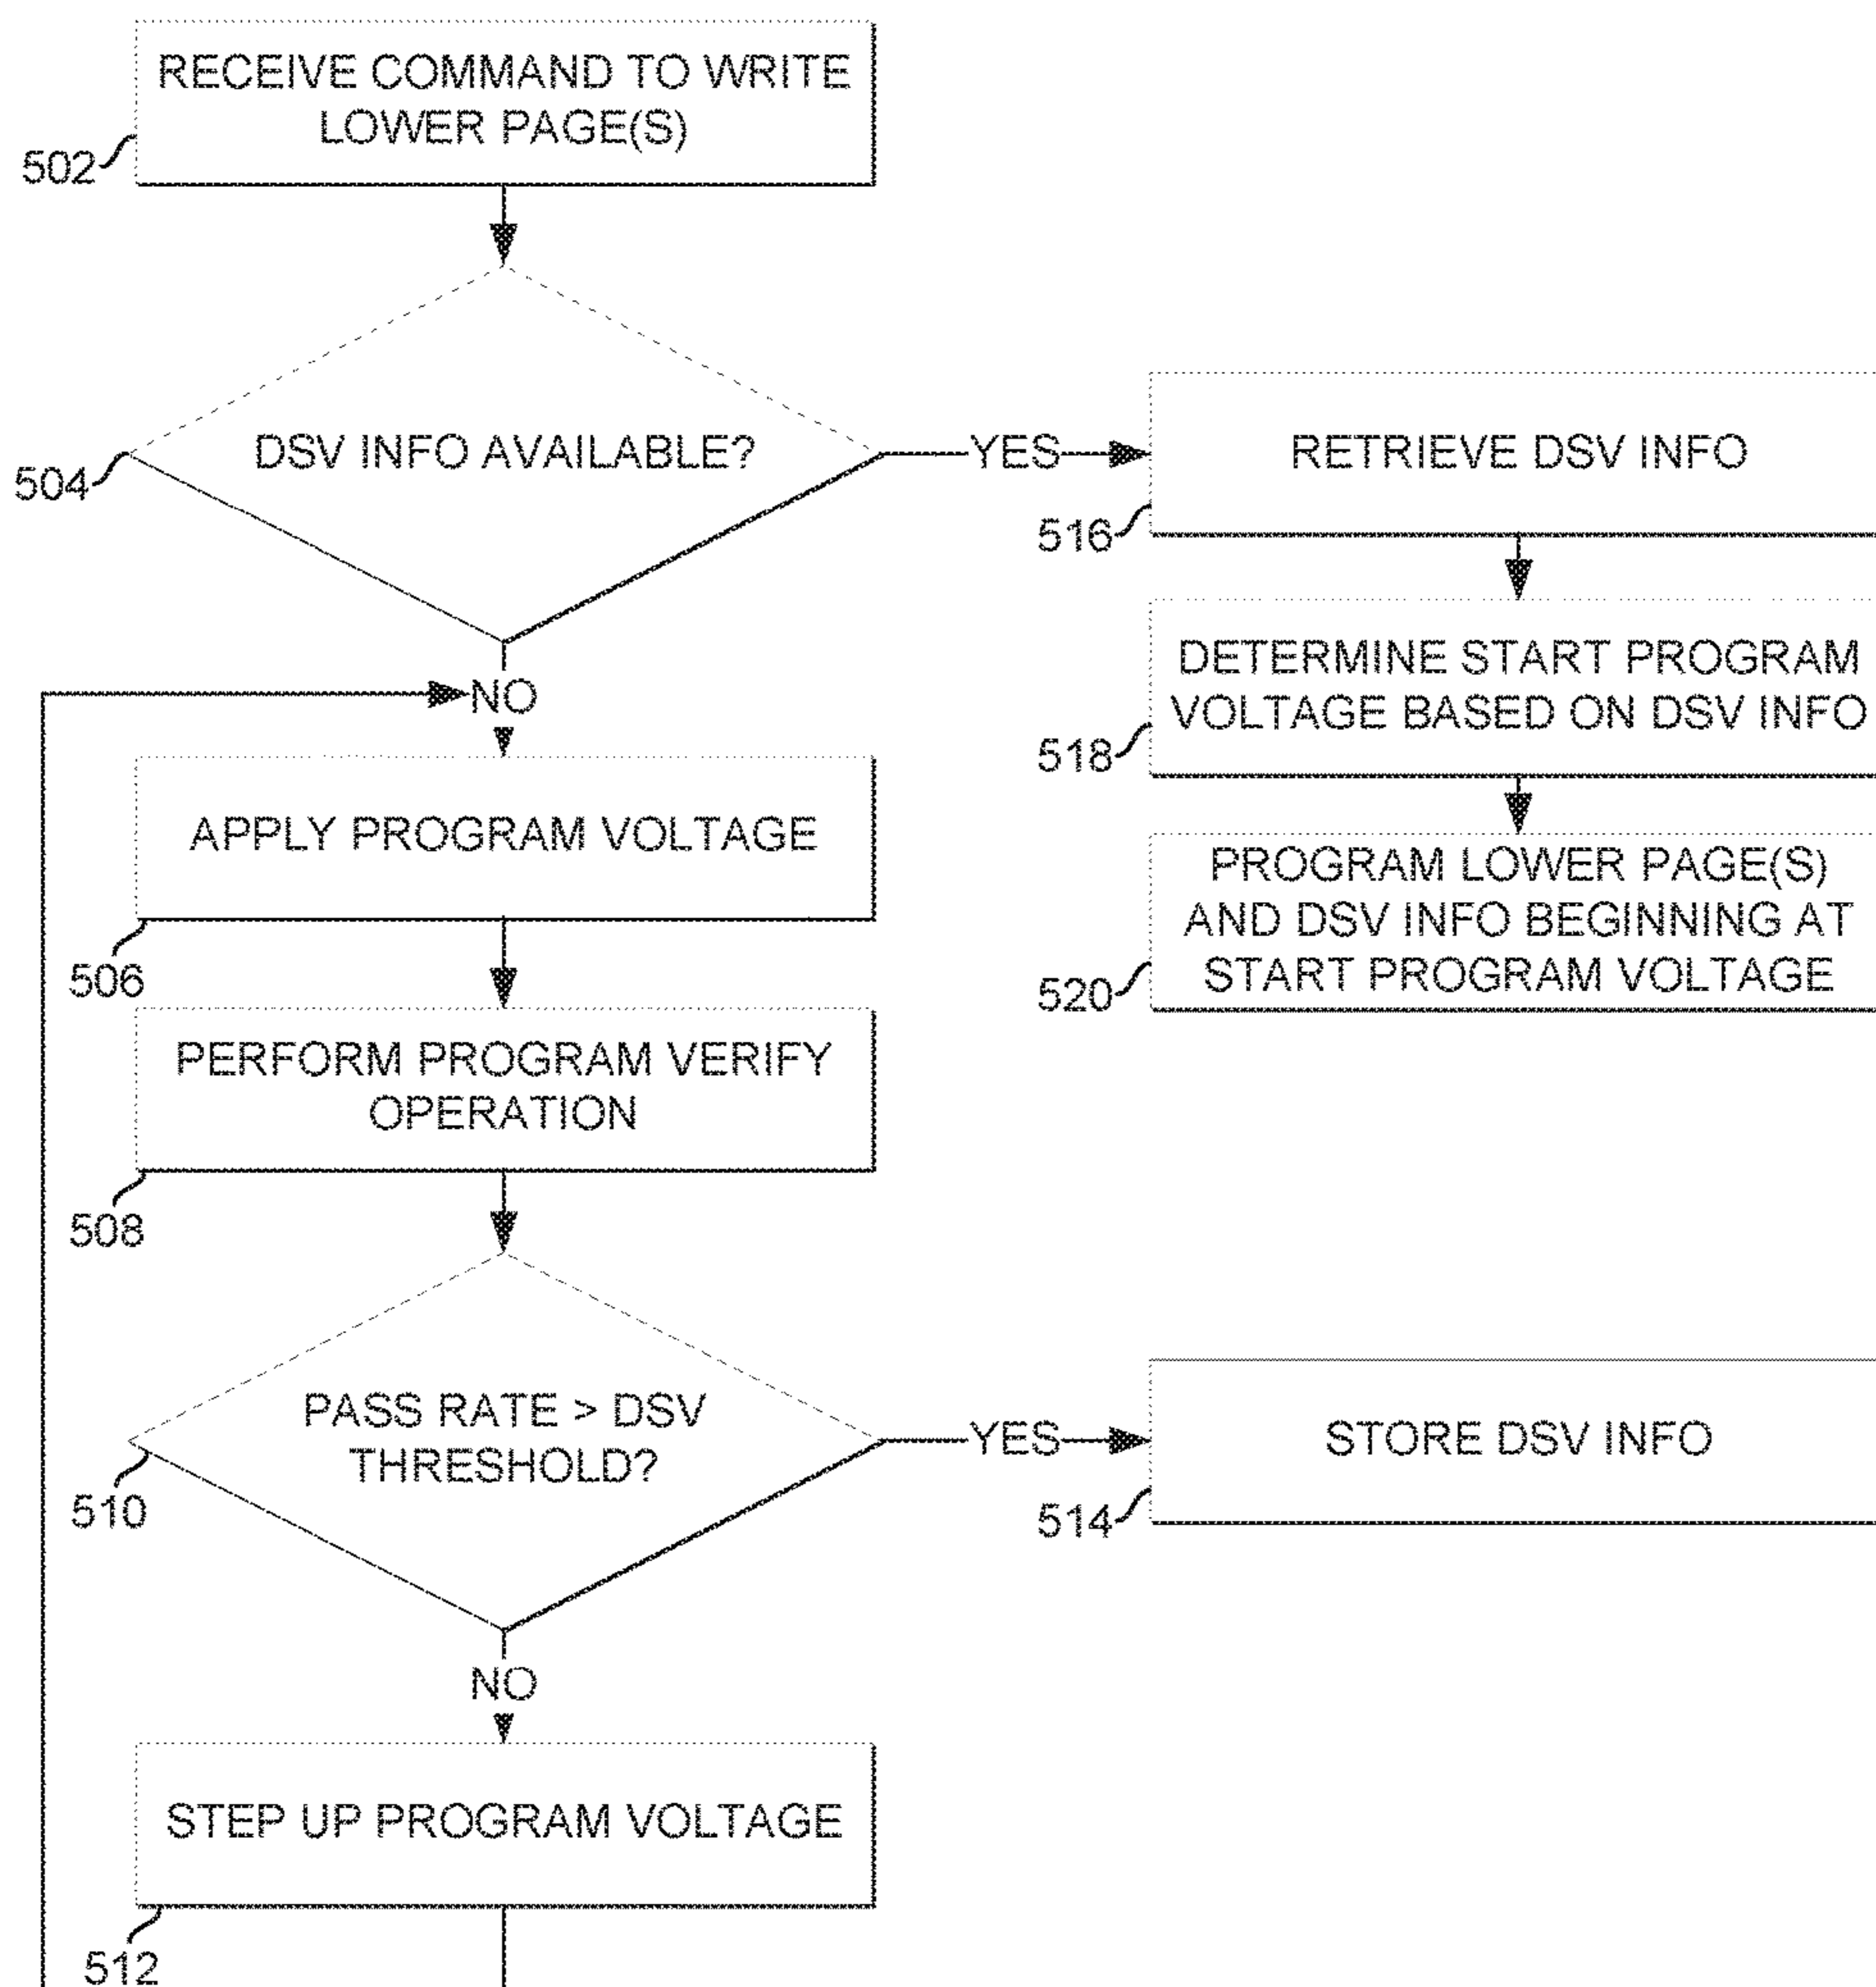 RECEIVE COMMAND TO WRITE
LOWER PAGE(S)
502
DSV INFO AVAILABLE?
504
YES
RETRIEVE DSV INFO
516
NO
DETERMINE START PROGRAM
VOLTAGE BASED ON DSV INFO
518
APPLY PROGRAM VOLTAGE
506
PROGRAM LOWER PAGE(S)
AND DSV INFO BEGINNING AT
START PROGRAM VOLTAGE
520
PERFORM PROGRAM VERIFY
OPERATION
508
PASS RATE > DSV
THRESHOLD?
510
YES
STORE DSV INFO
514
NO
STEP UP PROGRAM VOLTAGE
512